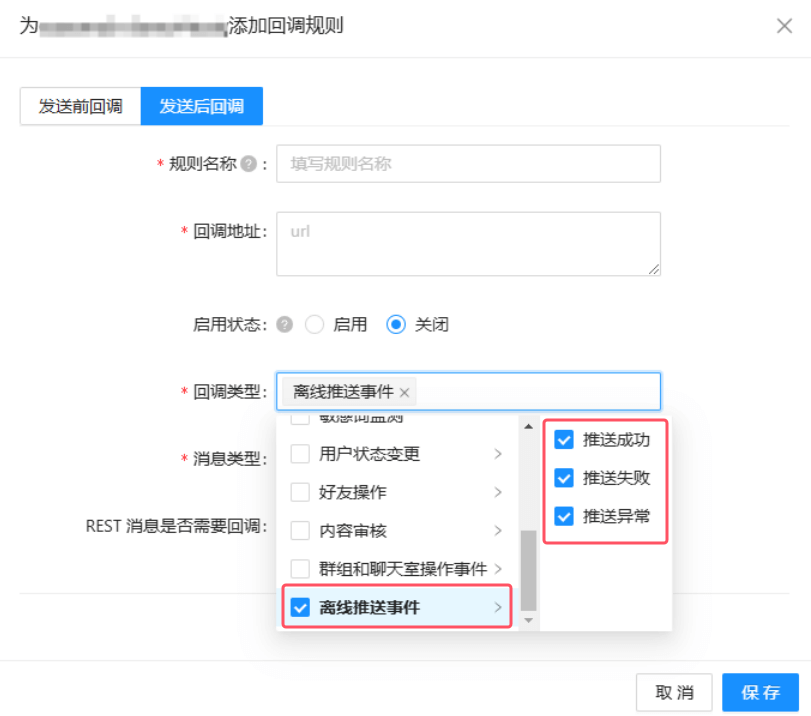 为添加回调规则
发送前回调 发送后回调
* 规则名称 ? : 填写规则名称
* 回调地址: url
启用状态: ? 启用 关闭
* 回调类型: 离线推送事件 ×
敏感词监测
推送成功
用户状态变更 >
* 消息类型:
推送失败
好友操作 >
推送异常
REST 消息是否需要回调:
内容审核 >
群组和聊天室操作事件 >
离线推送事件 >
取消 保存